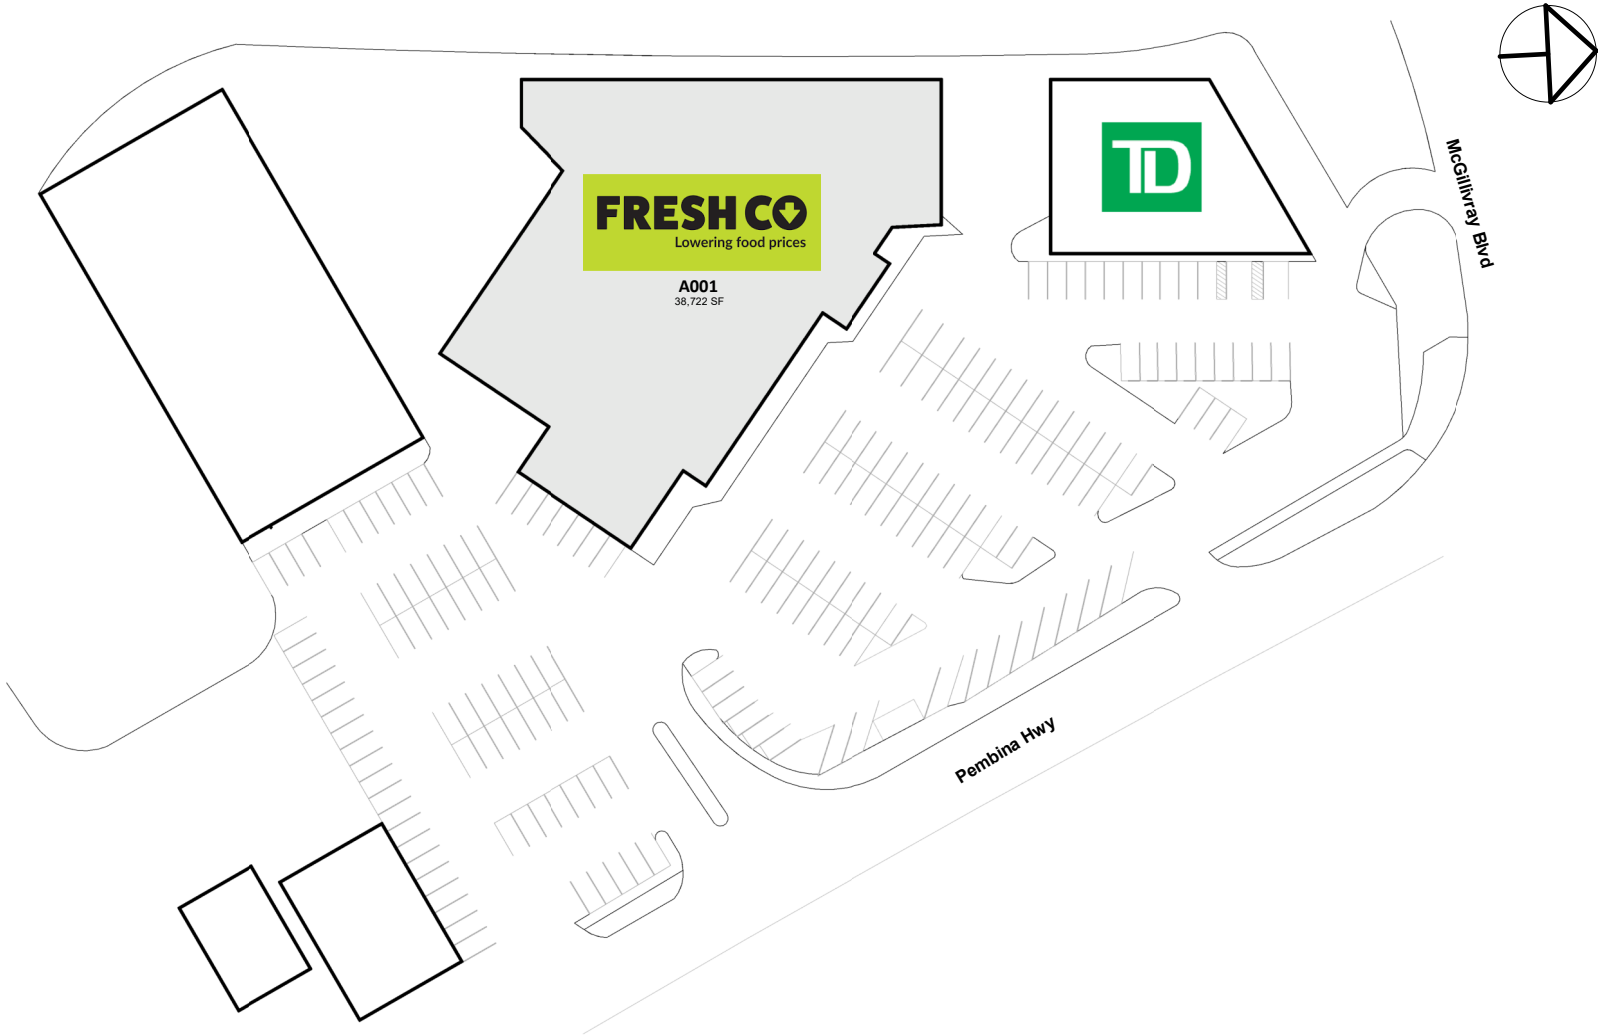 FRESH CO
Lowering food prices
A001
38,722 SF
TD
McGillivray Blvd
Pembina Hwy